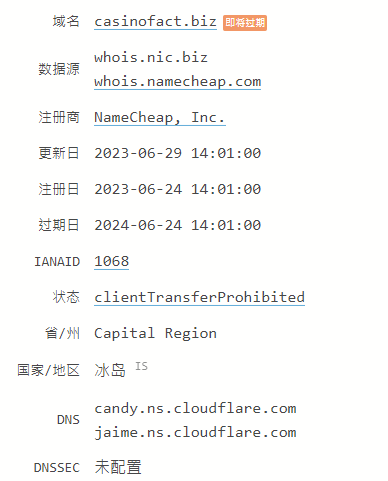 域名 casinofact.biz 即将过期
数据源 whois.nic.biz
whois.namecheap.com
注册商 NameCheap, Inc.
更新日 2023-06-29 14:01:00
注册日 2023-06-24 14:01:00
过期日 2024-06-24 14:01:00
IANAID 1068
状态 clientTransferProhibited
省/州 Capital Region
国家/地区 冰岛 IS
DNS candy.ns.cloudflare.com
jaime.ns.cloudflare.com
DNSSEC 未配置